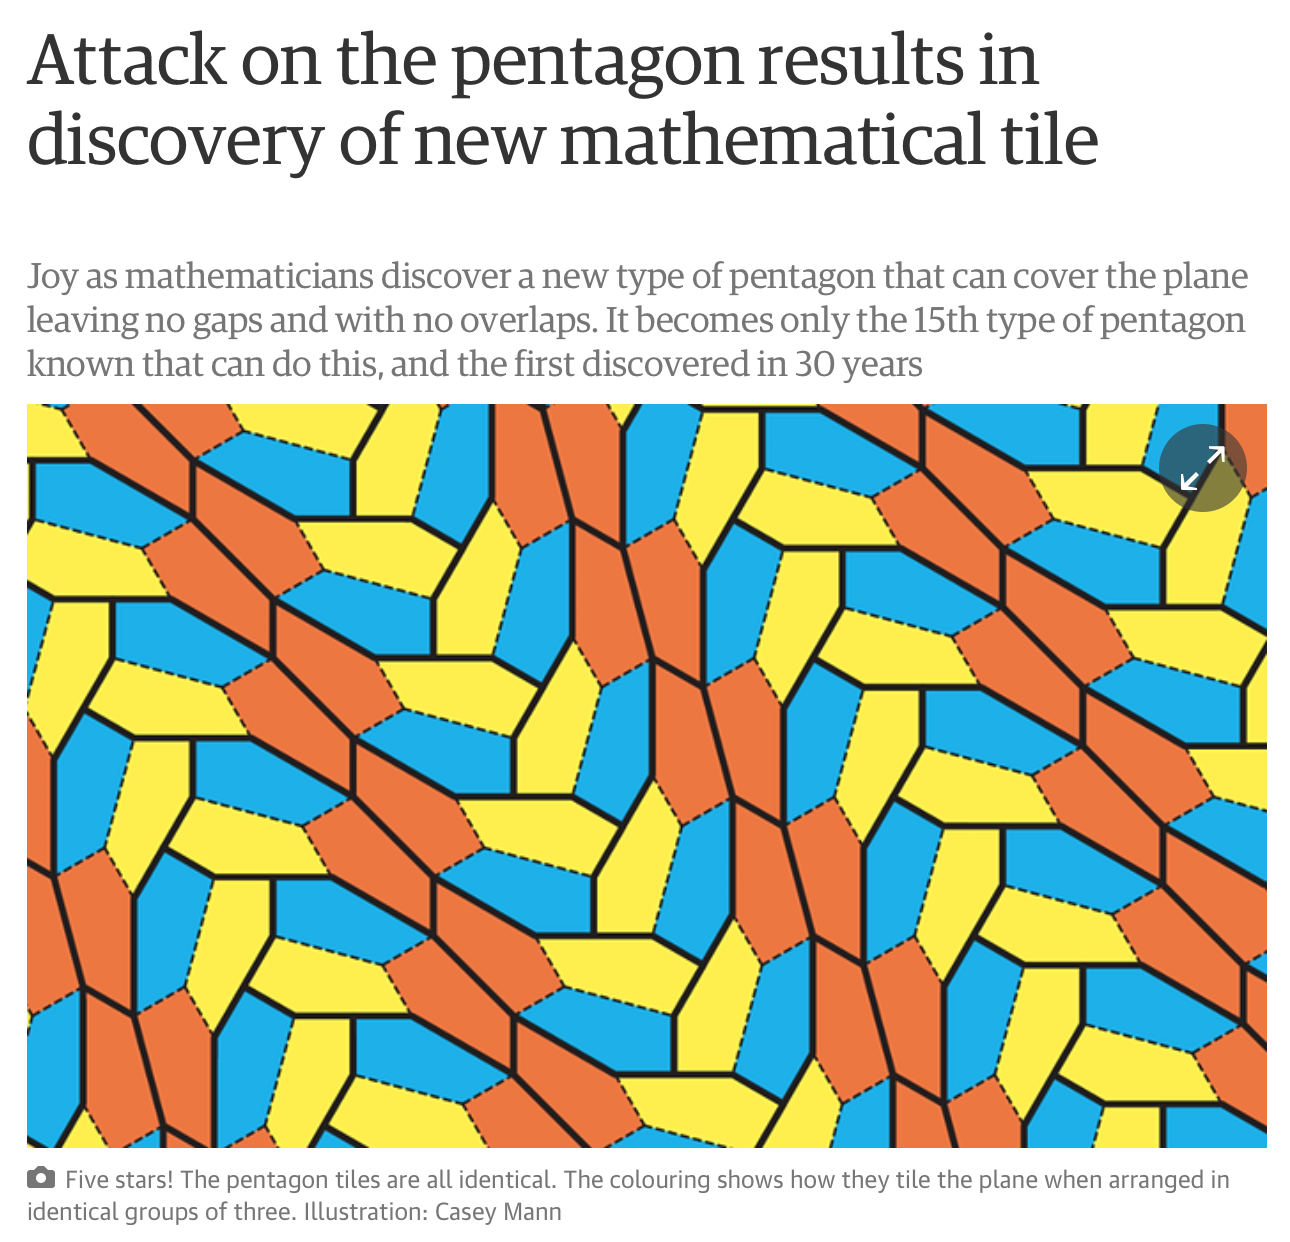 Attack on the pentagon results in
discovery of new mathematical tile
Joy as mathematicians discover a new type of pentagon that can cover the plane
leaving no gaps and with no overlaps. It becomes only the 15th type of pentagon
known that can do this, and the first discovered in 30 years
Five stars! The pentagon tiles are all identical. The colouring shows how they tile the plane when arranged in
identical groups of three. Illustration: Casey Mann